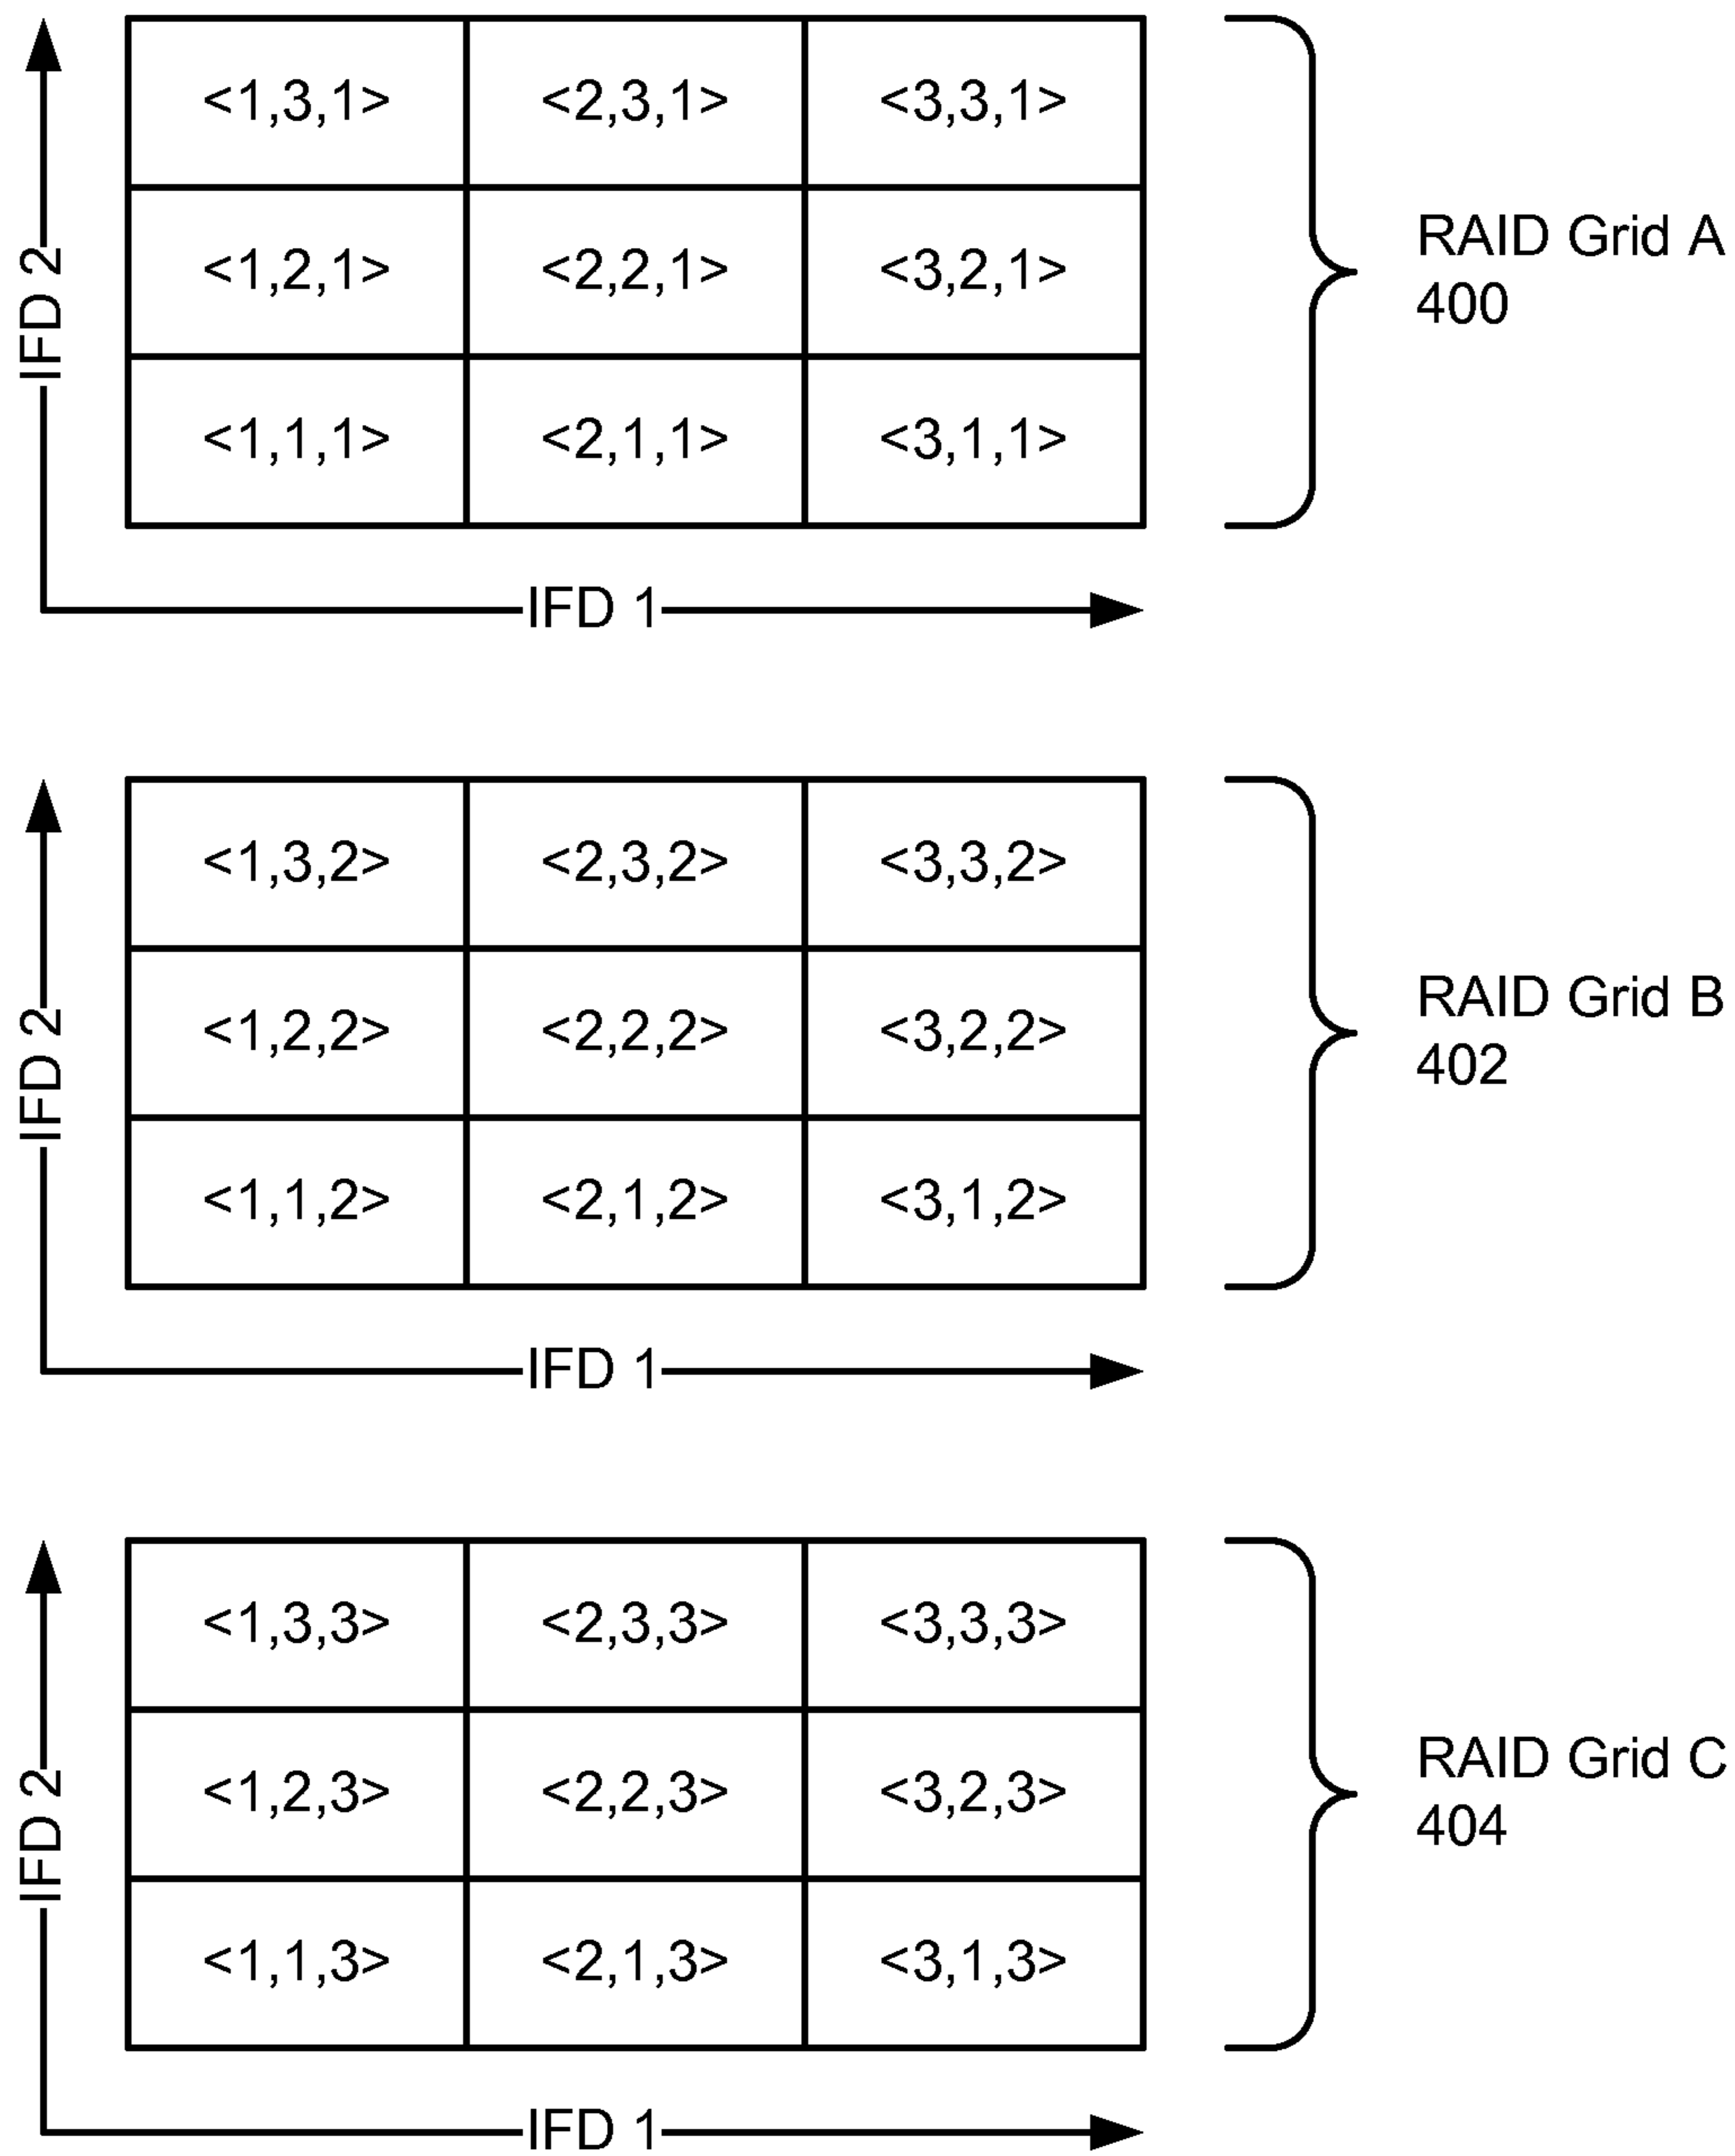 <1,3,1> <2,3,1> <3,3,1>
<1,2,1> <2,2,1> <3,2,1>
<1,1,1> <2,1,1> <3,1,1>
IFD 2
IFD 1
RAID Grid A
400
<1,3,2> <2,3,2> <3,3,2>
<1,2,2> <2,2,2> <3,2,2>
<1,1,2> <2,1,2> <3,1,2>
IFD 2
IFD 1
RAID Grid B
402
<1,3,3> <2,3,3> <3,3,3>
<1,2,3> <2,2,3> <3,2,3>
<1,1,3> <2,1,3> <3,1,3>
IFD 2
IFD 1
RAID Grid C
404